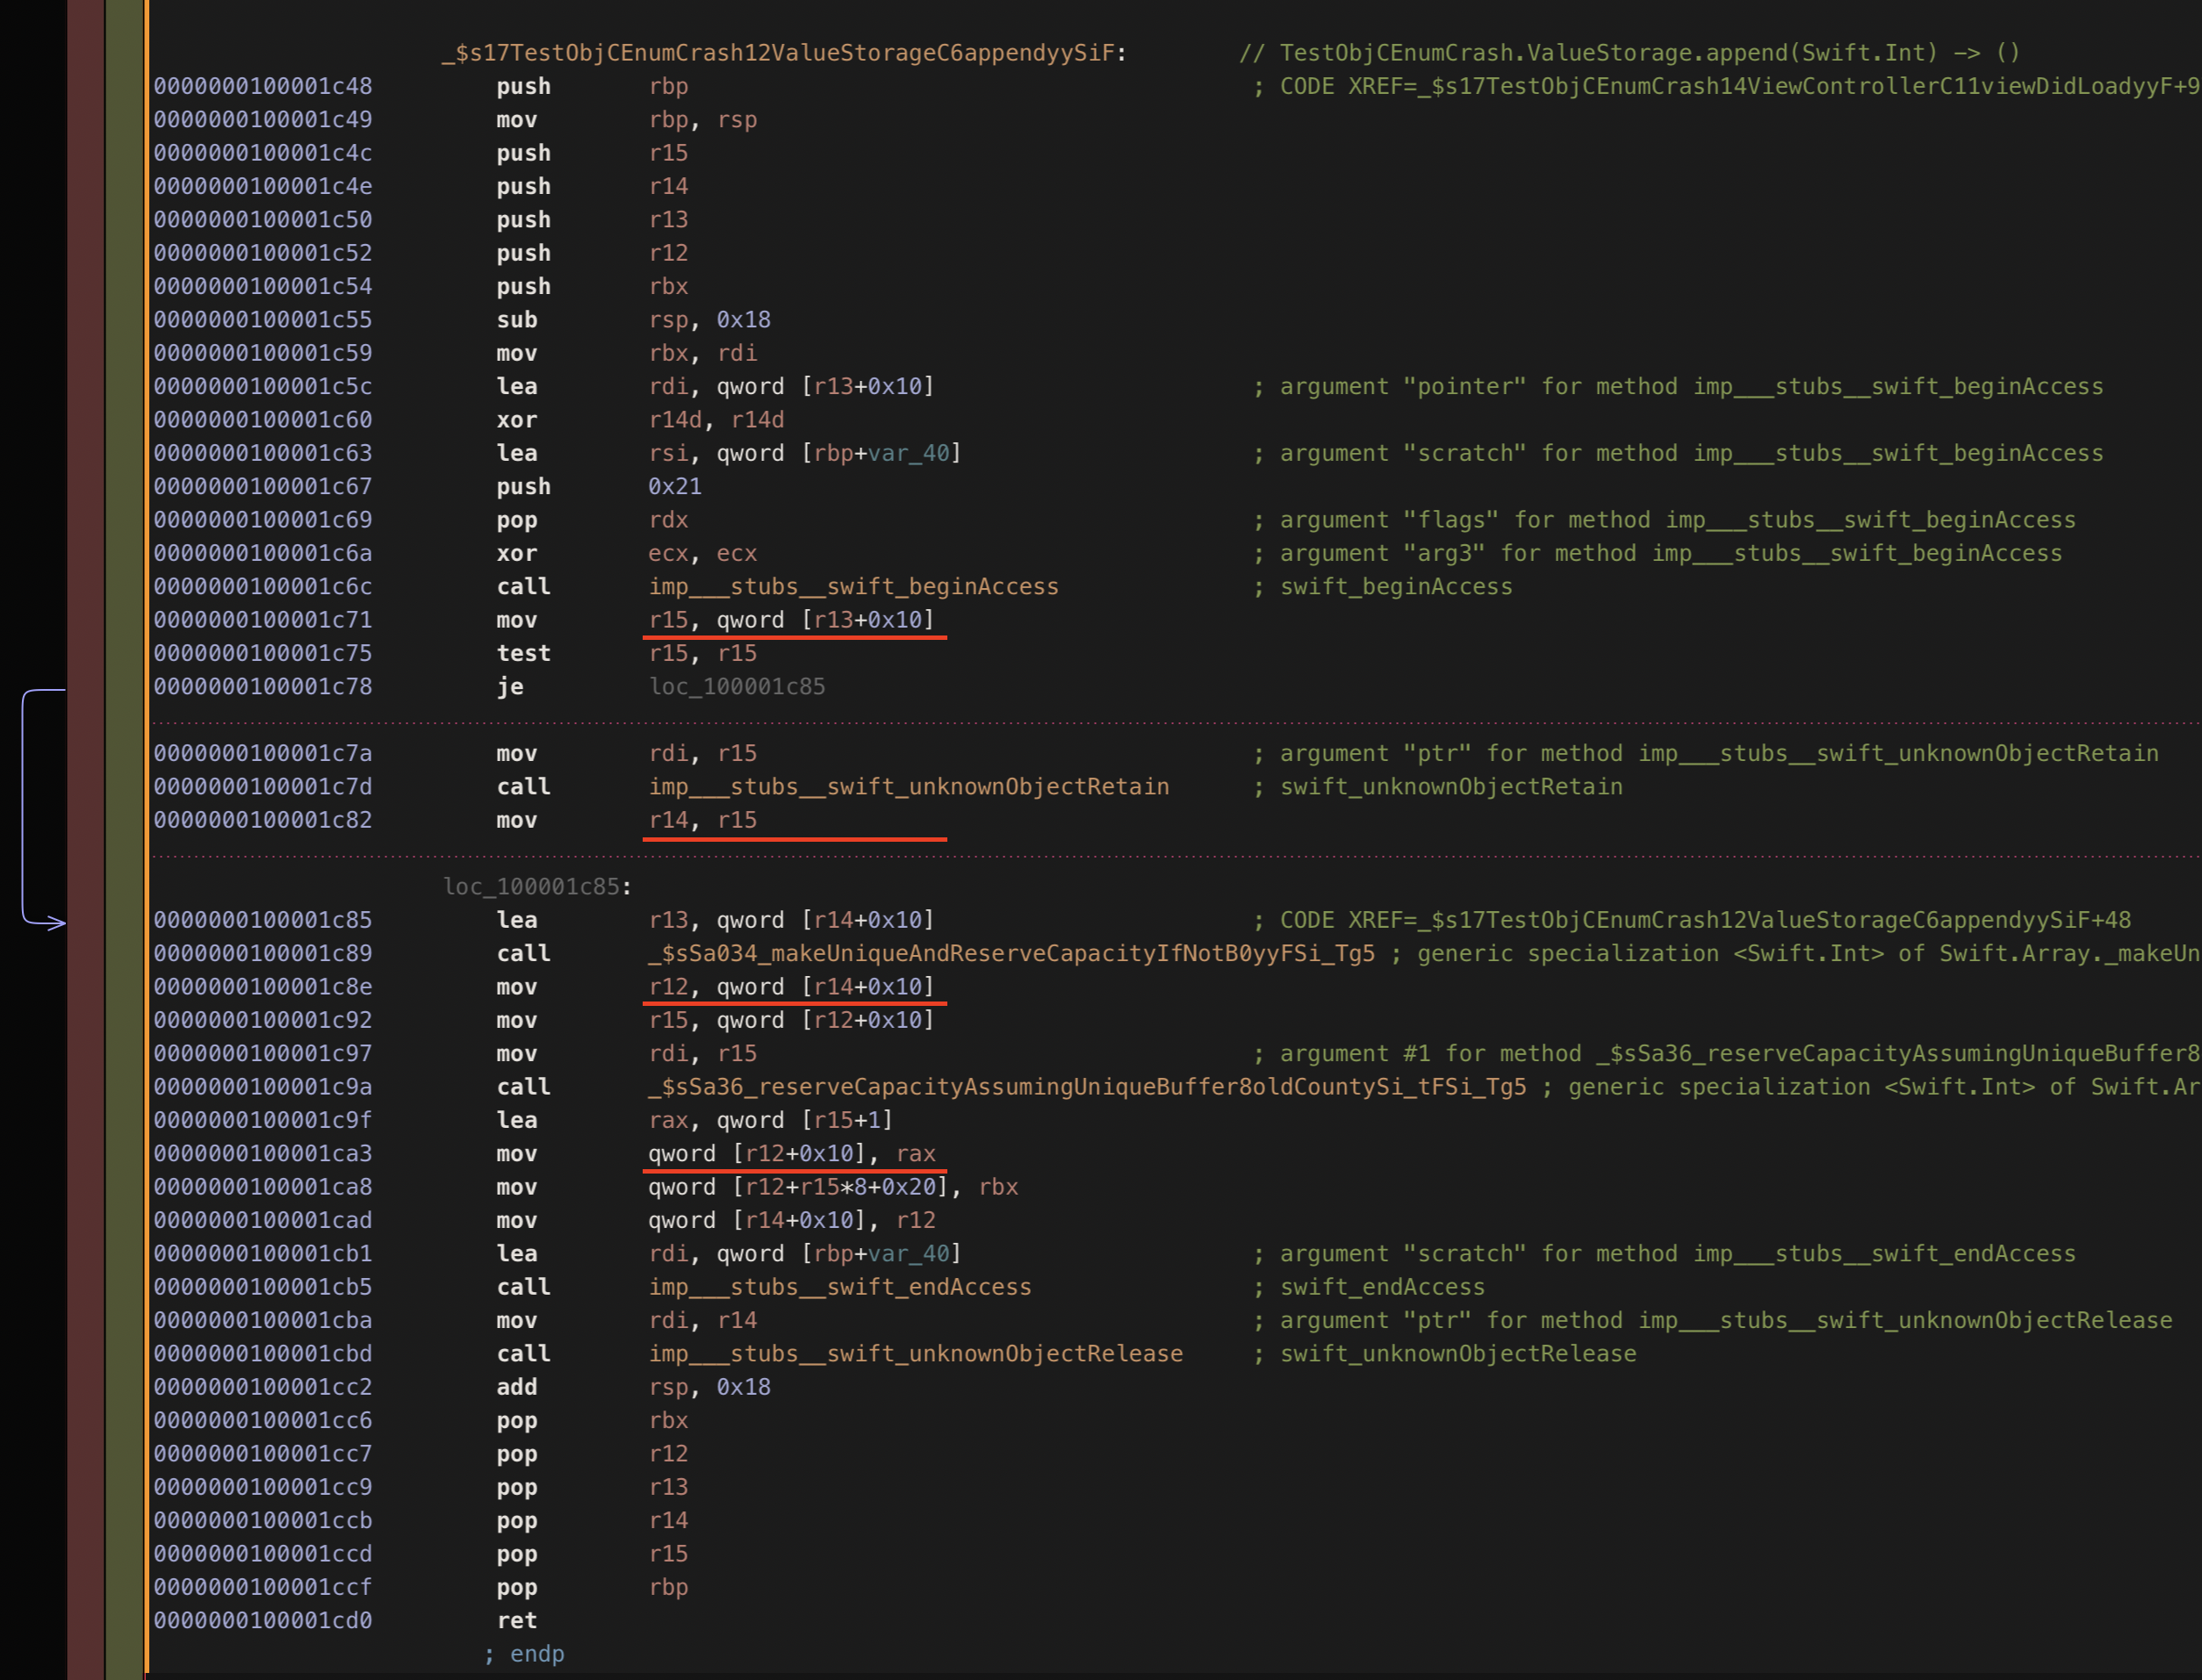 _$s17TestObjCEnumCrash12ValueStorageC6appendyySiF: // TestObjCEnumCrash.ValueStorage.append(Swift.Int) -> ()
0000000100001c48 push rbp ; CODE XREF=_$s17TestObjCEnumCrash14ViewControllerC11viewDidLoadyyF+9
0000000100001c49 mov rbp, rsp
0000000100001c4c push r15
0000000100001c4e push r14
0000000100001c50 push r13
0000000100001c52 push r12
0000000100001c54 push rbx
0000000100001c55 sub rsp, 0x18
0000000100001c59 mov rbx, rdi
0000000100001c5c lea rdi, qword [r13+0x10] ; argument "pointer" for method imp___stubs__swift_beginAccess
0000000100001c60 xor r14d, r14d
0000000100001c63 lea rsi, qword [rbp+var_40] ; argument "scratch" for method imp___stubs__swift_beginAccess
0000000100001c67 push 0x21
0000000100001c69 pop rdx ; argument "flags" for method imp___stubs__swift_beginAccess
0000000100001c6a xor ecx, ecx ; argument "arg3" for method imp___stubs__swift_beginAccess
0000000100001c6c call imp___stubs__swift_beginAccess ; swift_beginAccess
0000000100001c71 mov r15, qword [r13+0x10]
0000000100001c75 test r15, r15
0000000100001c78 je loc_100001c85
0000000100001c7a mov rdi, r15 ; argument "ptr" for method imp___stubs__swift_unknownObjectRetain
0000000100001c7d call imp___stubs__swift_unknownObjectRetain ; swift_unknownObjectRetain
0000000100001c82 mov r14, r15
loc_100001c85:
0000000100001c85 lea r13, qword [r14+0x10] ; CODE XREF=_$s17TestObjCEnumCrash12ValueStorageC6appendyySiF+48
0000000100001c89 call _$sSa034_makeUniqueAndReserveCapacityIfNotB0yyFSi_Tg5 ; generic specialization <Swift.Int> of Swift.Array._makeUn
0000000100001c8e mov r12, qword [r14+0x10]
0000000100001c92 mov r15, qword [r12+0x10]
0000000100001c97 mov rdi, r15 ; argument #1 for method _$sSa36_reserveCapacityAssumingUniqueBuffer8
0000000100001c9a call _$sSa36_reserveCapacityAssumingUniqueBuffer8oldCountySi_tFSi_Tg5 ; generic specialization <Swift.Int> of Swift.Ar
0000000100001c9f lea rax, qword [r15+1]
0000000100001ca3 mov qword [r12+0x10], rax
0000000100001ca8 mov qword [r12+r15*8+0x20], rbx
0000000100001cad mov qword [r14+0x10], r12
0000000100001cb1 lea rdi, qword [rbp+var_40] ; argument "scratch" for method imp___stubs__swift_endAccess
0000000100001cb5 call imp___stubs__swift_endAccess ; swift_endAccess
0000000100001cba mov rdi, r14 ; argument "ptr" for method imp___stubs__swift_unknownObjectRelease
0000000100001cbd call imp___stubs__swift_unknownObjectRelease ; swift_unknownObjectRelease
0000000100001cc2 add rsp, 0x18
0000000100001cc6 pop rbx
0000000100001cc7 pop r12
0000000100001cc9 pop r13
0000000100001ccb pop r14
0000000100001ccd pop r15
0000000100001ccf pop rbp
0000000100001cd0 ret
; endp